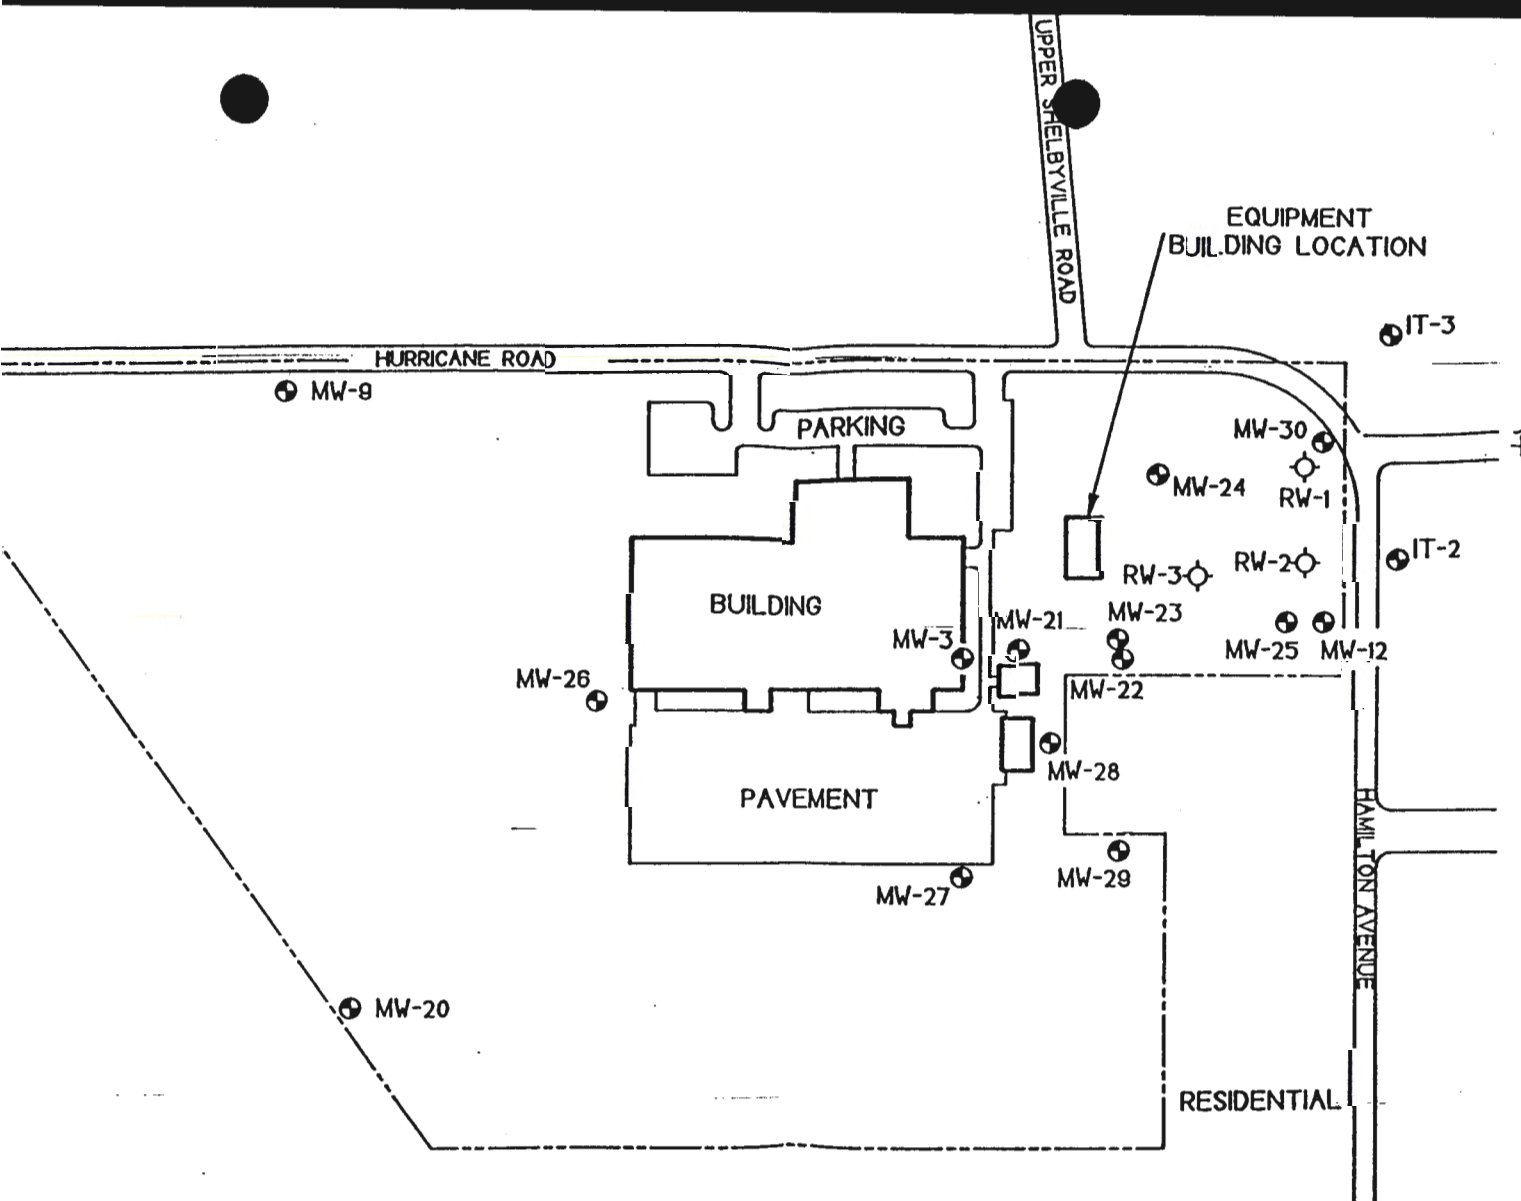 UPPER SHELBYVILLE ROAD
EQUIPMENT
BUILDING LOCATION
IT-3
HURRICANE ROAD
MW-9
PARKING
MW-30
MW-24
RW-1
IT-2
RW-2
RW-3
BUILDING
MW-23
MW-21
MW-3
MW-25
MW-12
MW-26
MW-22
MW-28
PAVEMENT
HAMILTON AVENUE
MW-29
MW-27
MW-20
RESIDENTIAL